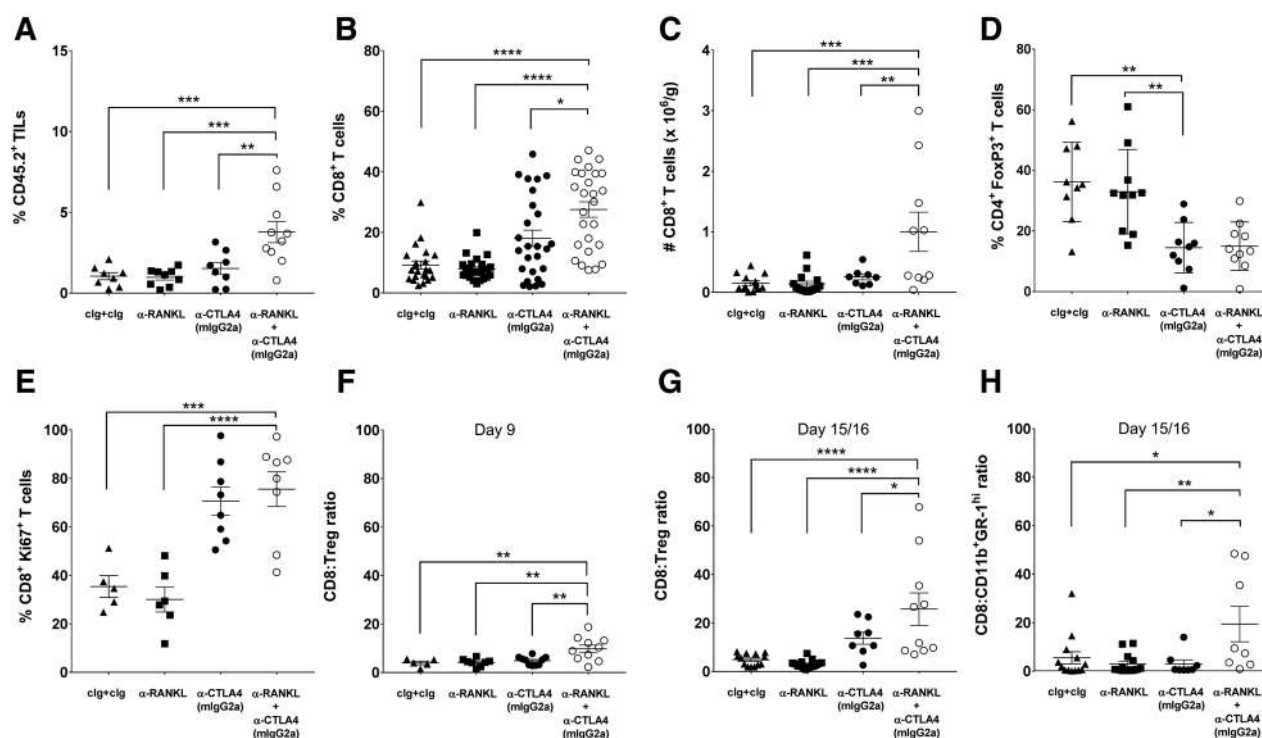 A
% CD45.2+ TILs
15
10
5
0
***
***
**
cIg+cIg
α-RANKL
α-CTLA4
(mIgG2a)
α-RANKL
+
α-CTLA4
(mIgG2a)
B
% CD8+ T cells
80
60
40
20
0
****
****
*
cIg+cIg
α-RANKL
α-CTLA4
(mIgG2a)
α-RANKL
+
α-CTLA4
(mIgG2a)
C
# CD8+ T cells (x 10^6/g)
4
3
2
1
0
***
***
**
cIg+cIg
α-RANKL
α-CTLA4
(mIgG2a)
α-RANKL
+
α-CTLA4
(mIgG2a)
D
% CD4+ FoxP3+ T cells
80
60
40
20
0
**
**
cIg+cIg
α-RANKL
α-CTLA4
(mIgG2a)
α-RANKL
+
α-CTLA4
(mIgG2a)
E
% CD8+ Ki67+ T cells
100
80
60
40
20
0
***
****
cIg+cIg
α-RANKL
α-CTLA4
(mIgG2a)
α-RANKL
+
α-CTLA4
(mIgG2a)
F
Day 9
CD8:Treg ratio
100
80
60
40
20
0
**
**
**
cIg+cIg
α-RANKL
α-CTLA4
(mIgG2a)
α-RANKL
+
α-CTLA4
(mIgG2a)
G
Day 15/16
CD8:Treg ratio
100
80
60
40
20
0
****
****
*
cIg+cIg
α-RANKL
α-CTLA4
(mIgG2a)
α-RANKL
+
α-CTLA4
(mIgG2a)
H
Day 15/16
CD8:CD11b+GR-1hi ratio
100
80
60
40
20
0
*
**
*
cIg+cIg
α-RANKL
α-CTLA4
(mIgG2a)
α-RANKL
+
α-CTLA4
(mIgG2a)